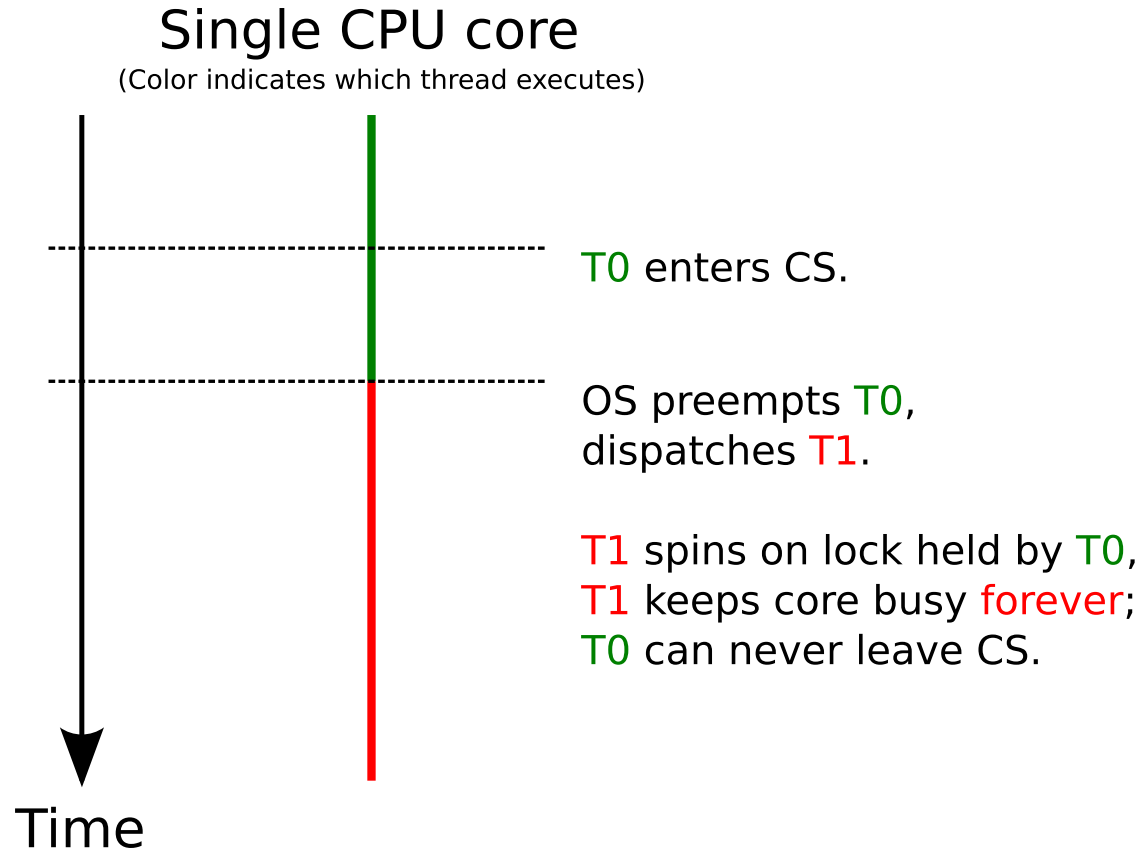 Single CPU core
(Color indicates which thread executes)
T0 enters CS.
OS preempts T0,
dispatches T1.
T1 spins on lock held by T0,
T1 keeps core busy forever;
T0 can never leave CS.
Time